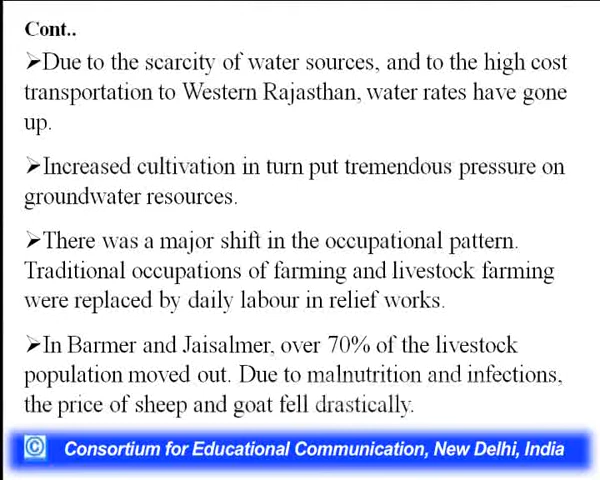 Cont..
➢Due to the scarcity of water sources, and to the high cost
transportation to Western Rajasthan, water rates have gone
up.
➢Increased cultivation in turn put tremendous pressure on
groundwater resources.
➢There was a major shift in the occupational pattern.
Traditional occupations of farming and livestock farming
were replaced by daily labour in relief works.
➢In Barmer and Jaisalmer, over 70% of the livestock
population moved out. Due to malnutrition and infections,
the price of sheep and goat fell drastically.
© Consortium for Educational Communication, New Delhi, India